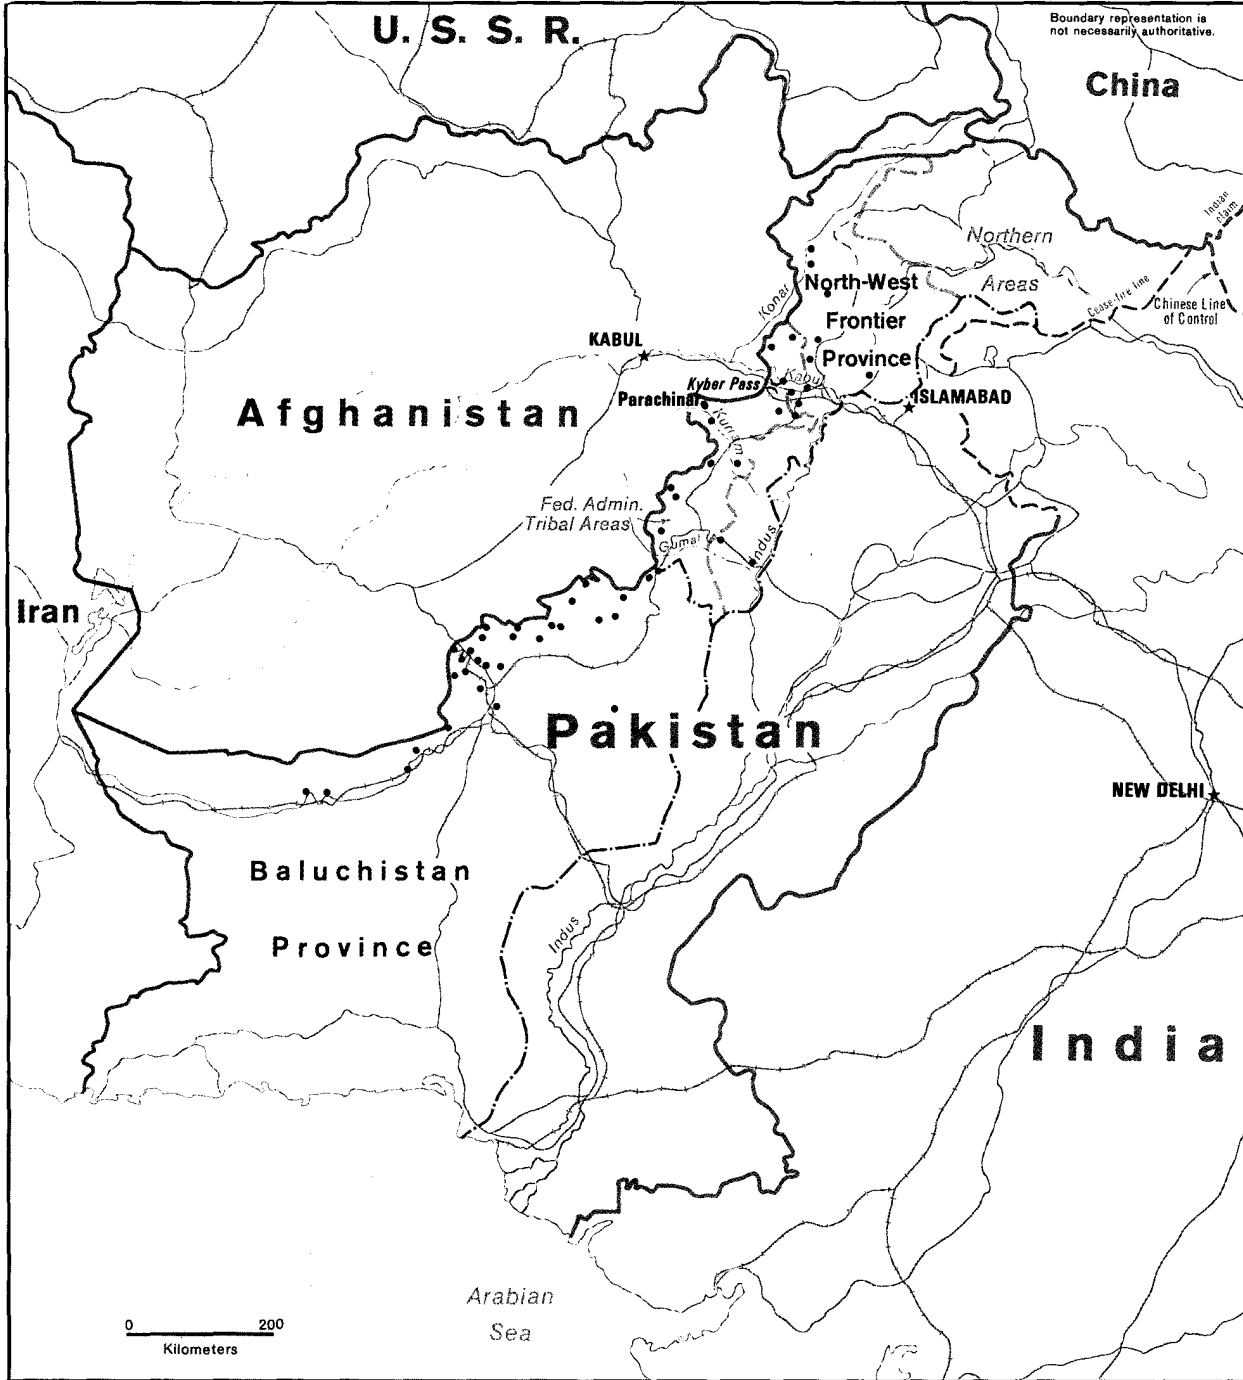 U. S. S. R.
Boundary representation is
not necessarily authoritative.
China
Indian
claim
Northern
Areas
Cease-fire line
Chinese Line
of Control
Konar
North-West
Frontier
Province
KABUL
Kabul
Kyber Pass
Parachinar
ISLAMABAD
Afghanistan
Kurram
Fed. Admin.
Tribal Areas
Gumal
Indus
Iran
Pakistan
NEW DELHI
Baluchistan
Province
Indus
India
Arabian
Sea
0 200
Kilometers